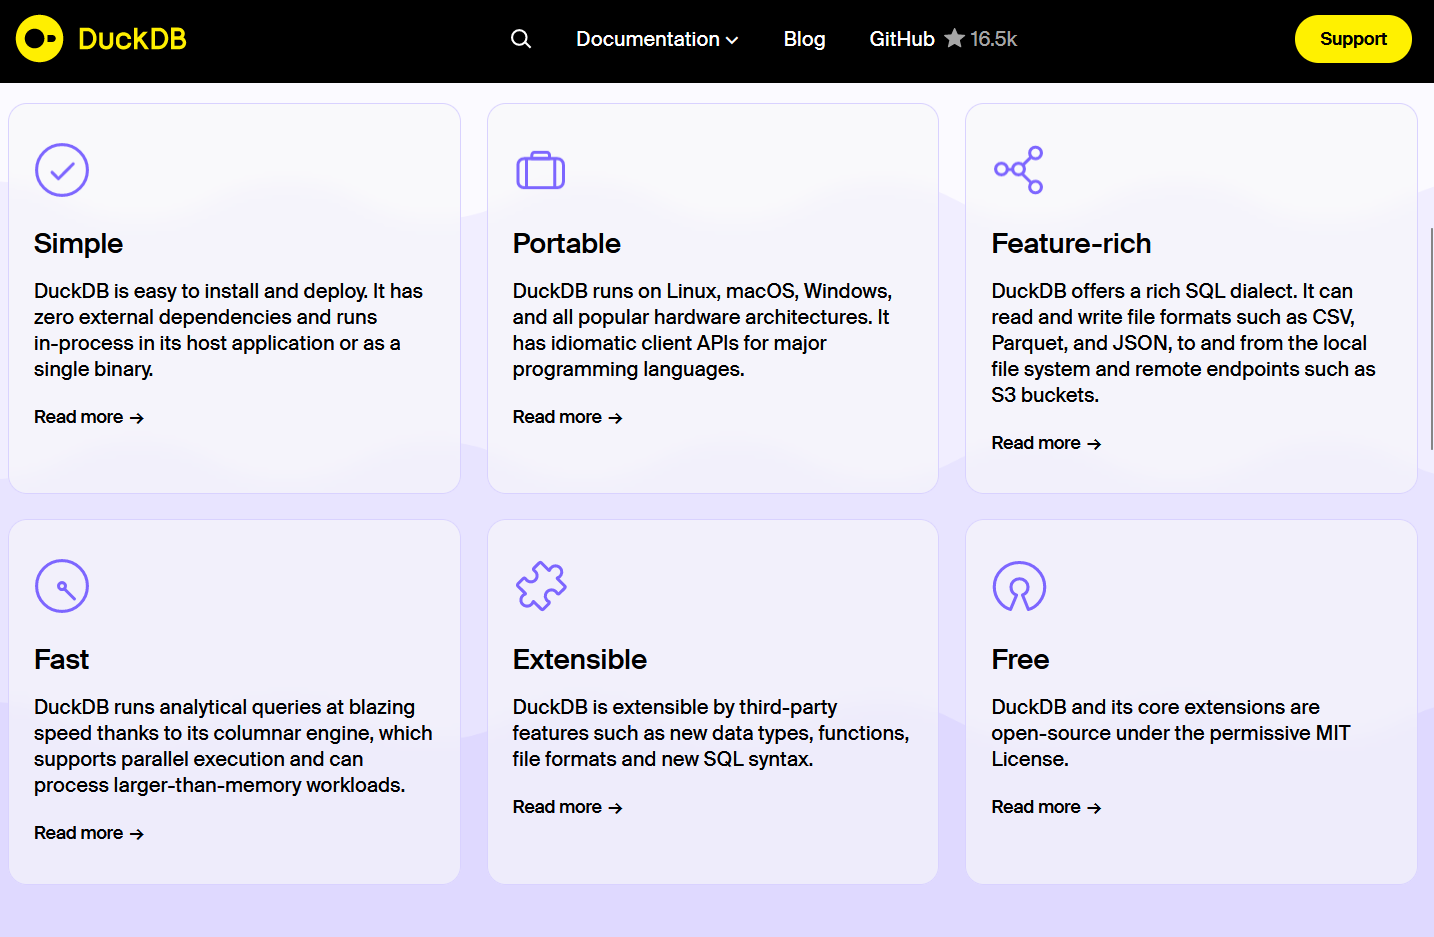 DuckDB
Documentation
Blog
GitHub 16.5k
Support
Simple
DuckDB is easy to install and deploy. It has
zero external dependencies and runs
in-process in its host application or as a
single binary.
Read more →
Portable
DuckDB runs on Linux, macOS, Windows,
and all popular hardware architectures. It
has idiomatic client APIs for major
programming languages.
Read more →
Feature-rich
DuckDB offers a rich SQL dialect. It can
read and write file formats such as CSV,
Parquet, and JSON, to and from the local
file system and remote endpoints such as
S3 buckets.
Read more →
Fast
DuckDB runs analytical queries at blazing
speed thanks to its columnar engine, which
supports parallel execution and can
process larger-than-memory workloads.
Read more →
Extensible
DuckDB is extensible by third-party
features such as new data types, functions,
file formats and new SQL syntax.
Read more →
Free
DuckDB and its core extensions are
open-source under the permissive MIT
License.
Read more →